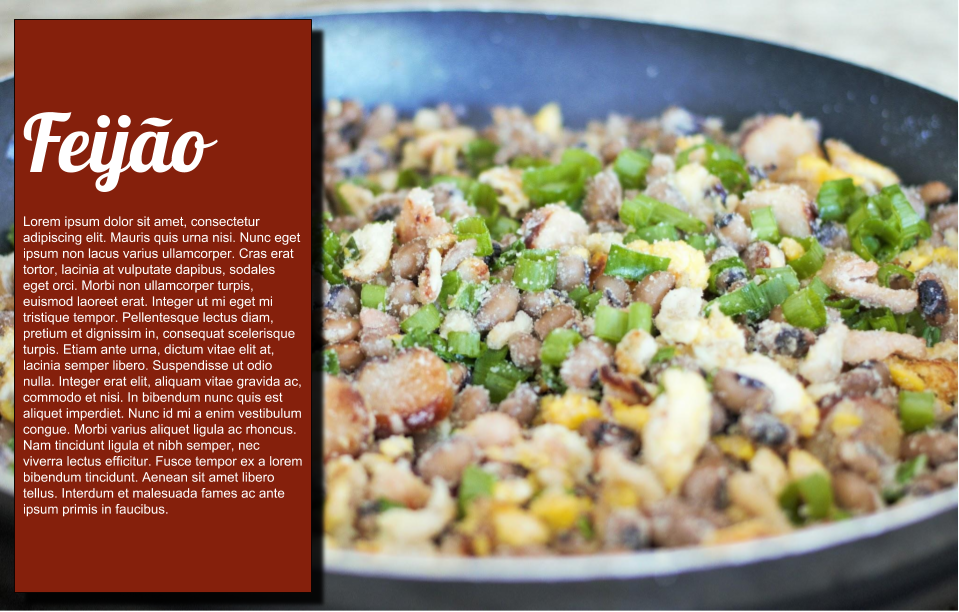 Feijão
Lorem ipsum dolor sit amet, consectetur
adipiscing elit. Mauris quis urna nisi. Nunc eget
ipsum non lacus varius ullamcorper. Cras erat
tortor, lacinia at vulputate dapibus, sodales
eget orci. Morbi non ullamcorper turpis,
euismod laoreet erat. Integer ut mi eget mi
tristique tempor. Pellentesque lectus diam,
pretium et dignissim in, consequat scelerisque
turpis. Etiam ante urna, dictum vitae elit at,
lacinia semper libero. Suspendisse ut odio
nulla. Integer erat elit, aliquam vitae gravida ac,
commodo et nisi. In bibendum nunc quis est
aliquet imperdiet. Nunc id mi a enim vestibulum
congue. Morbi varius aliquet ligula ac rhoncus.
Nam tincidunt ligula et nibh semper, nec
viverra lectus efficitur. Fusce tempor ex a lorem
bibendum tincidunt. Aenean sit amet libero
tellus. Interdum et malesuada fames ac ante
ipsum primis in faucibus.